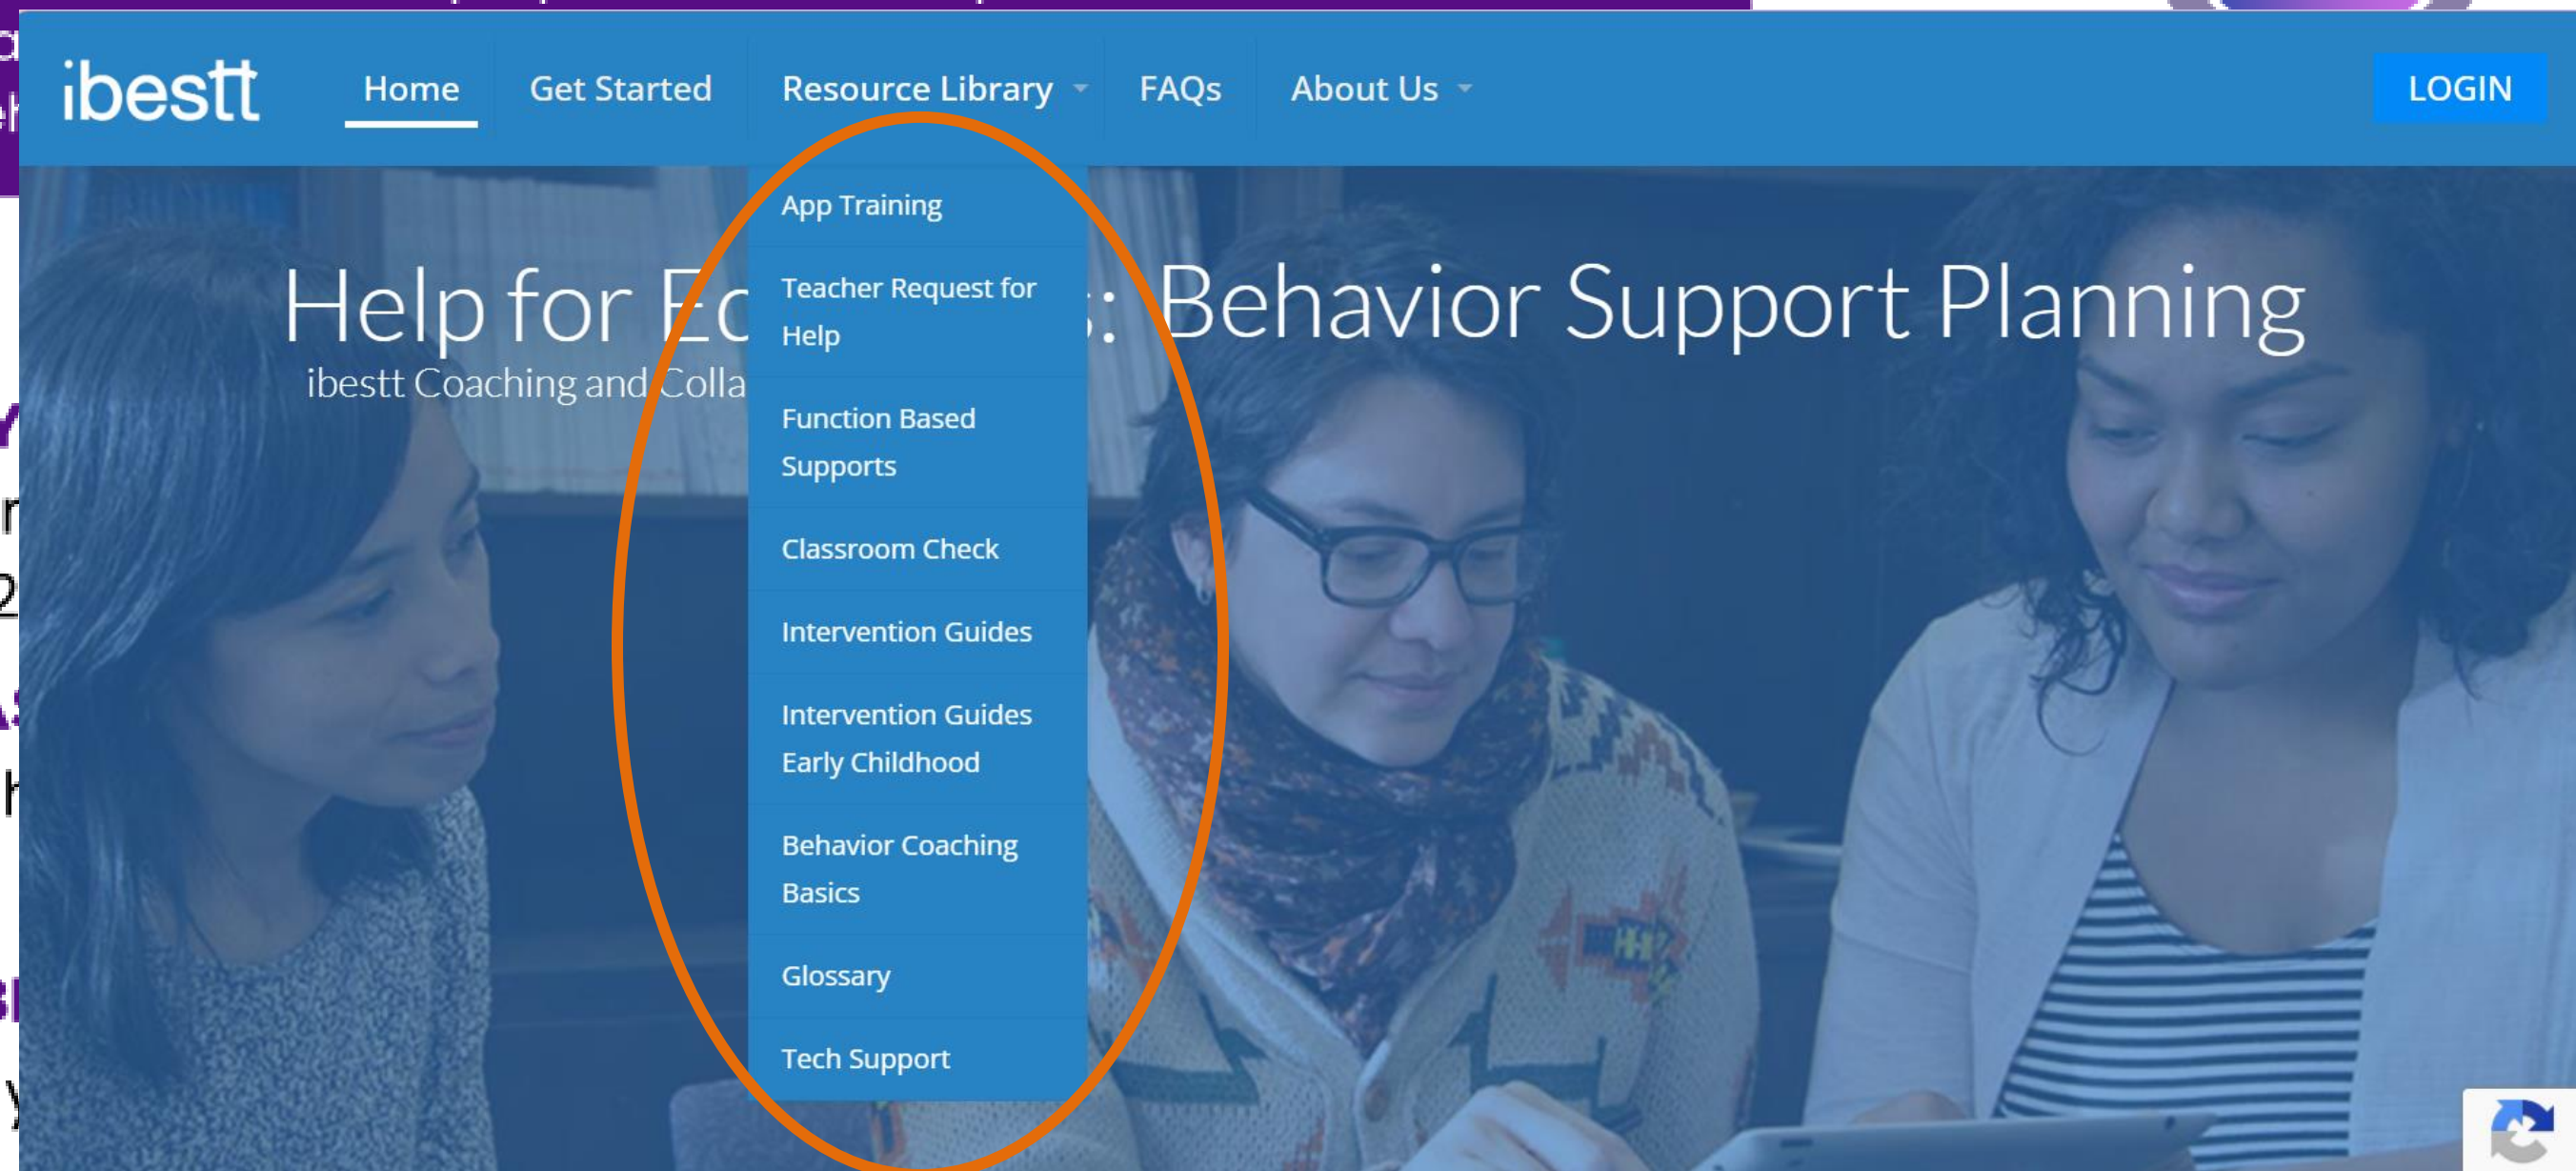 ibestt
Home Get Started Resource Library FAQs About Us LOGIN
Help for : Behavior Support Planning
ibestt Coaching and
App Training
Teacher Request for
Help
Function Based
Supports
Classroom Check
Intervention Guides
Intervention Guides
Early Childhood
Behavior Coaching
Basics
Glossary
Tech Support